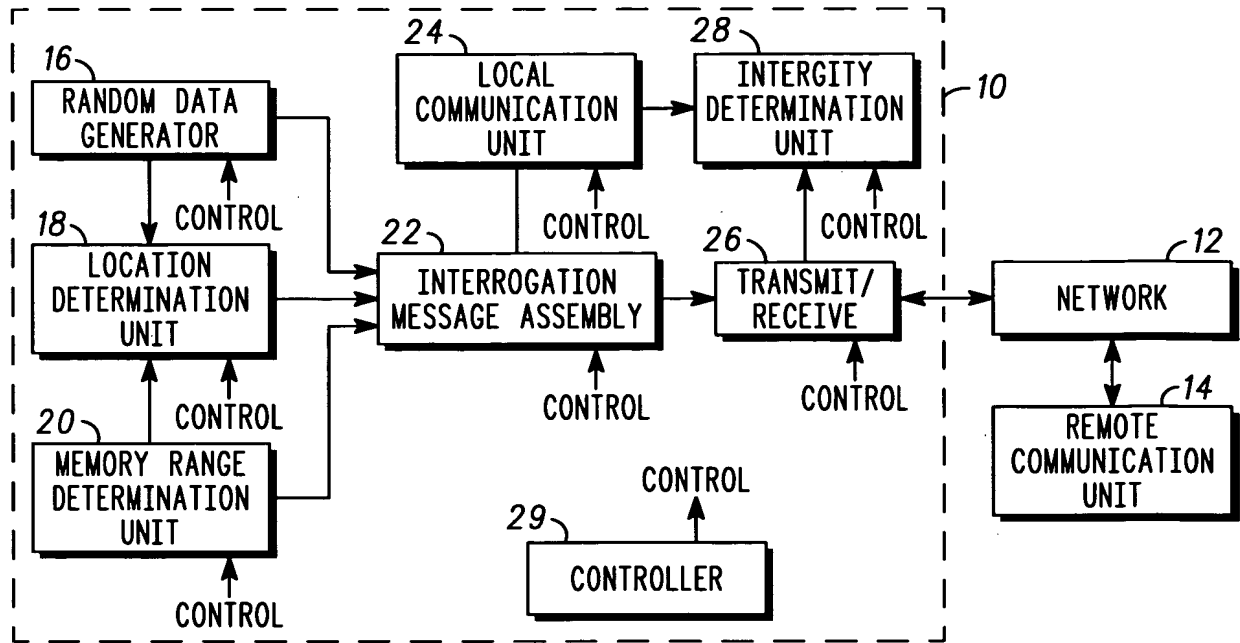 16
RANDOM DATA
GENERATOR
CONTROL
18
LOCATION
DETERMINATION
UNIT
CONTROL
20
MEMORY RANGE
DETERMINATION
UNIT
CONTROL
24
LOCAL
COMMUNICATION
UNIT
CONTROL
22
INTERROGATION
MESSAGE ASSEMBLY
CONTROL
28
INTERGITY
DETERMINATION
UNIT
CONTROL
26
TRANSMIT/
RECEIVE
CONTROL
CONTROL
29
CONTROLLER
10
12
NETWORK
14
REMOTE
COMMUNICATION
UNIT